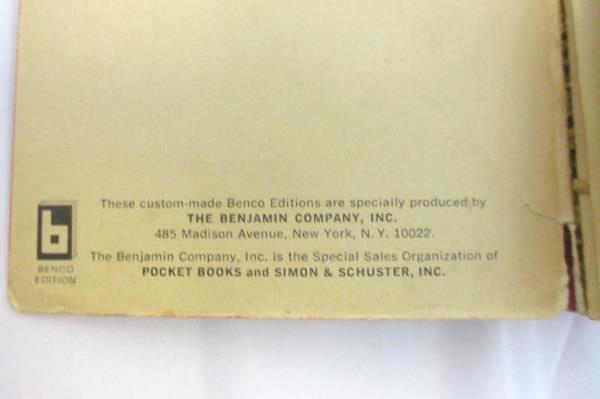 These custom-made Benco Editions are specially produced by
THE BENJAMIN COMPANY, INC.
485 Madison Avenue, New York, N.Y. 10022.
The Benjamin Company, Inc. is the Special Sales Organization of
POCKET BOOKS and SIMON & SCHUSTER, INC.
b
BENCO
EDITION